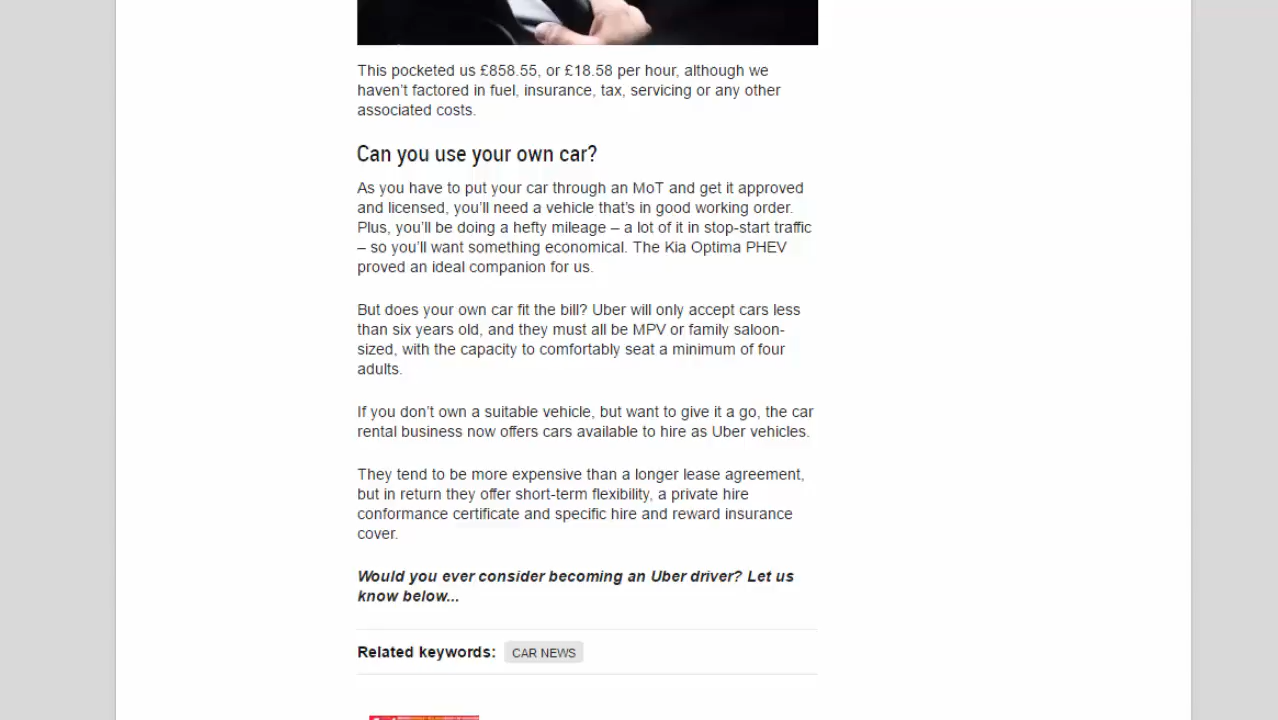 This pocketed us £858.55, or £18.58 per hour, although we
haven't factored in fuel, insurance, tax, servicing or any other
associated costs.
Can you use your own car?
As you have to put your car through an MoT and get it approved
and licensed, you'll need a vehicle that's in good working order.
Plus, you'll be doing a hefty mileage – a lot of it in stop-start traffic
– so you'll want something economical. The Kia Optima PHEV
proved an ideal companion for us.
But does your own car fit the bill? Uber will only accept cars less
than six years old, and they must all be MPV or family saloon-
sized, with the capacity to comfortably seat a minimum of four
adults.
If you don't own a suitable vehicle, but want to give it a go, the car
rental business now offers cars available to hire as Uber vehicles.
They tend to be more expensive than a longer lease agreement,
but in return they offer short-term flexibility, a private hire
conformance certificate and specific hire and reward insurance
cover.
Would you ever consider becoming an Uber driver? Let us
know below...
Related keywords: CAR NEWS